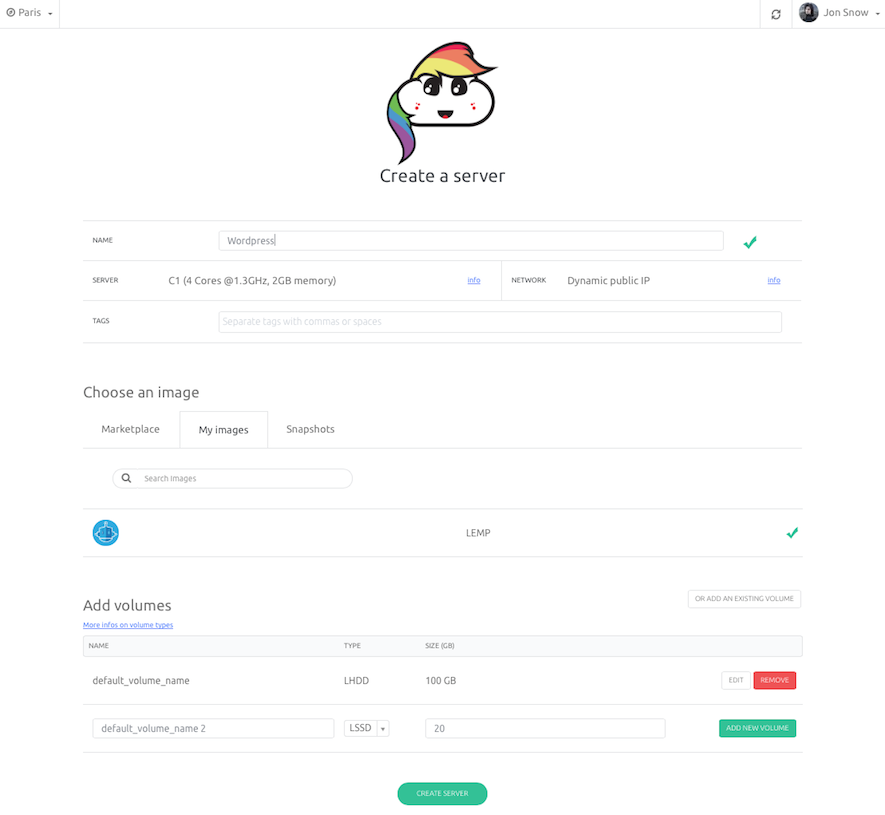 Paris
Jon Snow
Create a server
NAME
Wordpress
SERVER
C1 (4 Cores @1.3GHz, 2GB memory)
info
NETWORK
Dynamic public IP
info
TAGS
Separate tags with commas or spaces
Choose an image
Marketplace
My images
Snapshots
Search images
LEMP
Add volumes
OR ADD AN EXISTING VOLUME
More infos on volume types
NAME TYPE SIZE (GB)
default_volume_name LHDD 100 GB EDIT REMOVE
default_volume_name 2 LSSD 20 ADD NEW VOLUME
CREATE SERVER